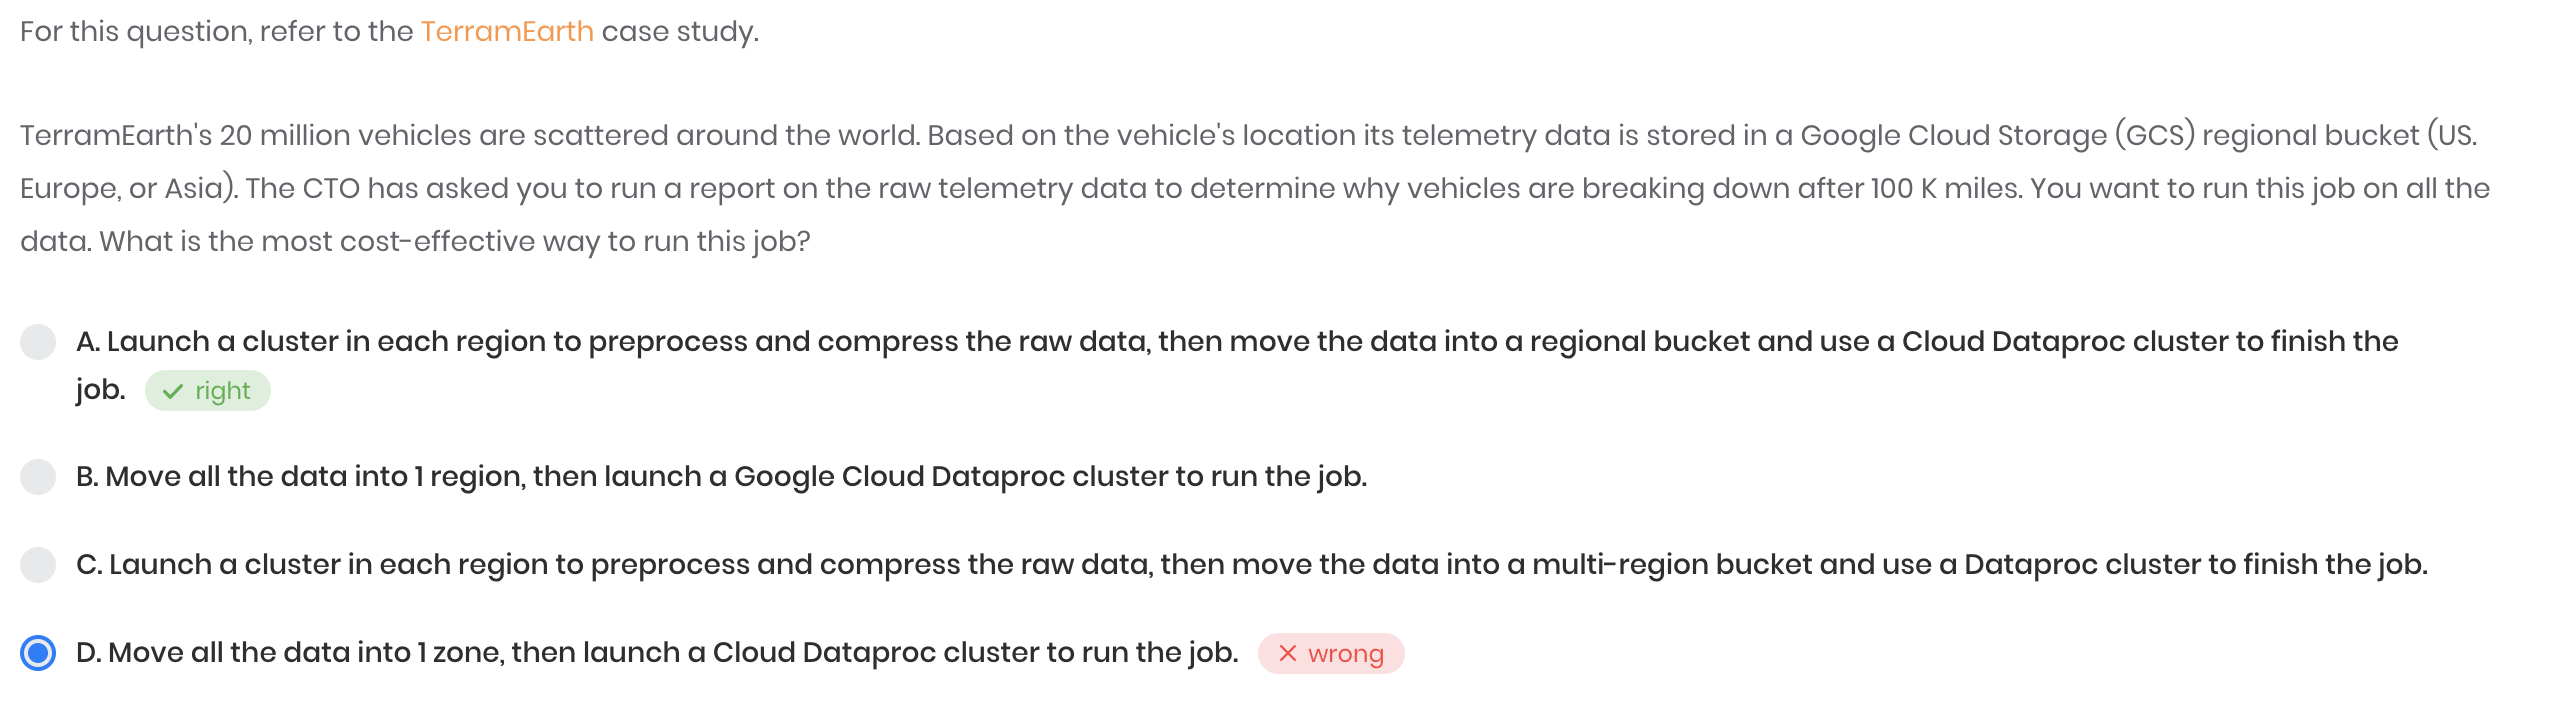 For this question, refer to the TerramEarth case study.
TerramEarth's 20 million vehicles are scattered around the world. Based on the vehicle's location its telemetry data is stored in a Google Cloud Storage (GCS) regional bucket (US.
Europe, or Asia). The CTO has asked you to run a report on the raw telemetry data to determine why vehicles are breaking down after 100 K miles. You want to run this job on all the
data. What is the most cost-effective way to run this job?
A. Launch a cluster in each region to preprocess and compress the raw data, then move the data into a regional bucket and use a Cloud Dataproc cluster to finish the
job. right
B. Move all the data into 1 region, then launch a Google Cloud Dataproc cluster to run the job.
C. Launch a cluster in each region to preprocess and compress the raw data, then move the data into a multi-region bucket and use a Dataproc cluster to finish the job.
D. Move all the data into 1 zone, then launch a Cloud Dataproc cluster to run the job. wrong